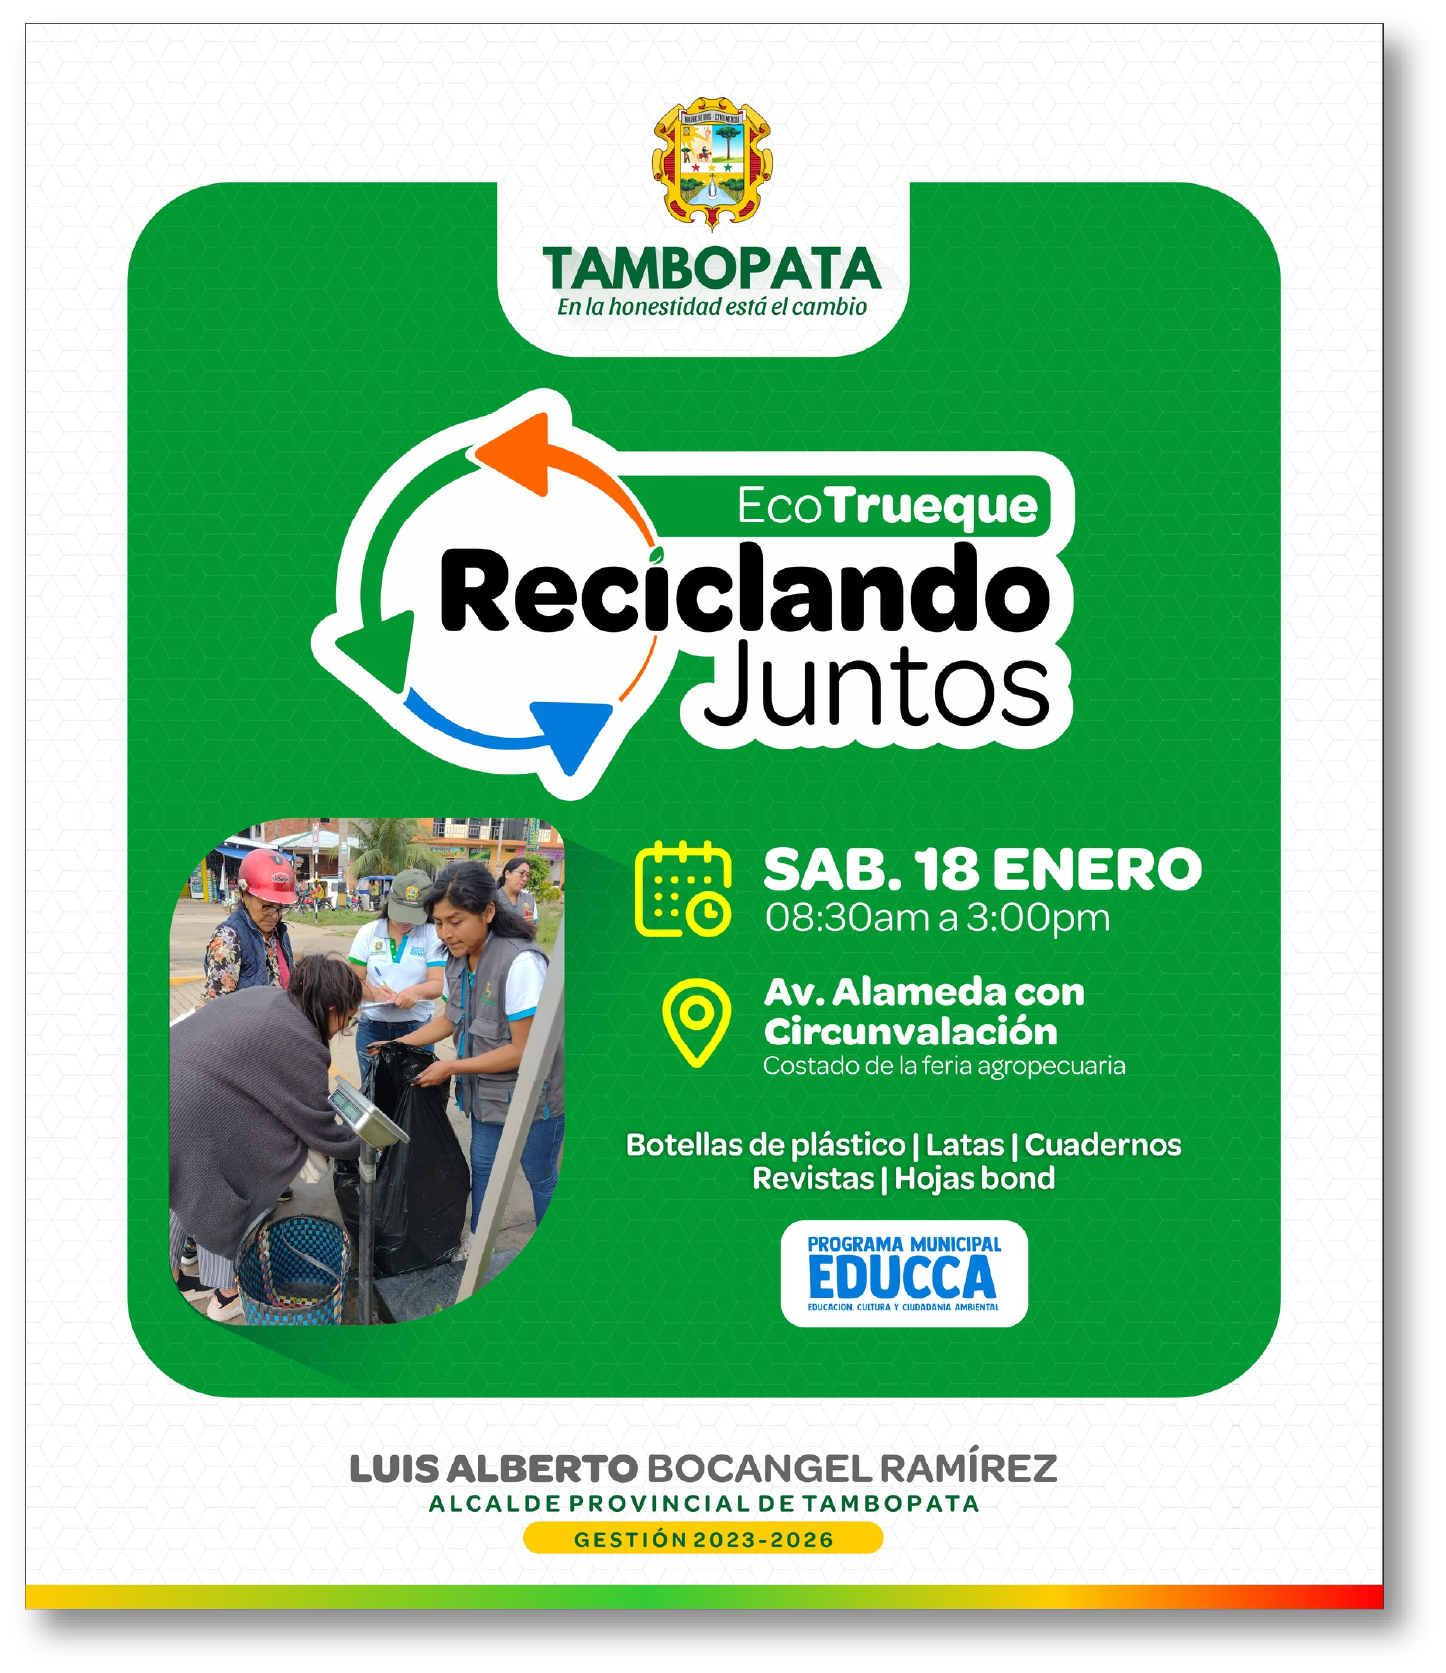 TAMBOPATA
En la honestidad está el cambio
EcoTrueque
Reciclando
Juntos
SAB. 18 ENERO
08:30am a 3:00pm
Av. Alameda con
Circunvalación
Costado de la feria agropecuaria
Botellas de plástico | Latas | Cuadernos
Revistas | Hojas bond
PROGRAMA MUNICIPAL
EDUCCA
EDUCACION, CULTURA Y CIUDADANIA AMBIENTAL
LUIS ALBERTO BOCANGEL RAMÍREZ
ALCALDE PROVINCIAL DE TAMBOPATA
GESTIÓN 2023-2026